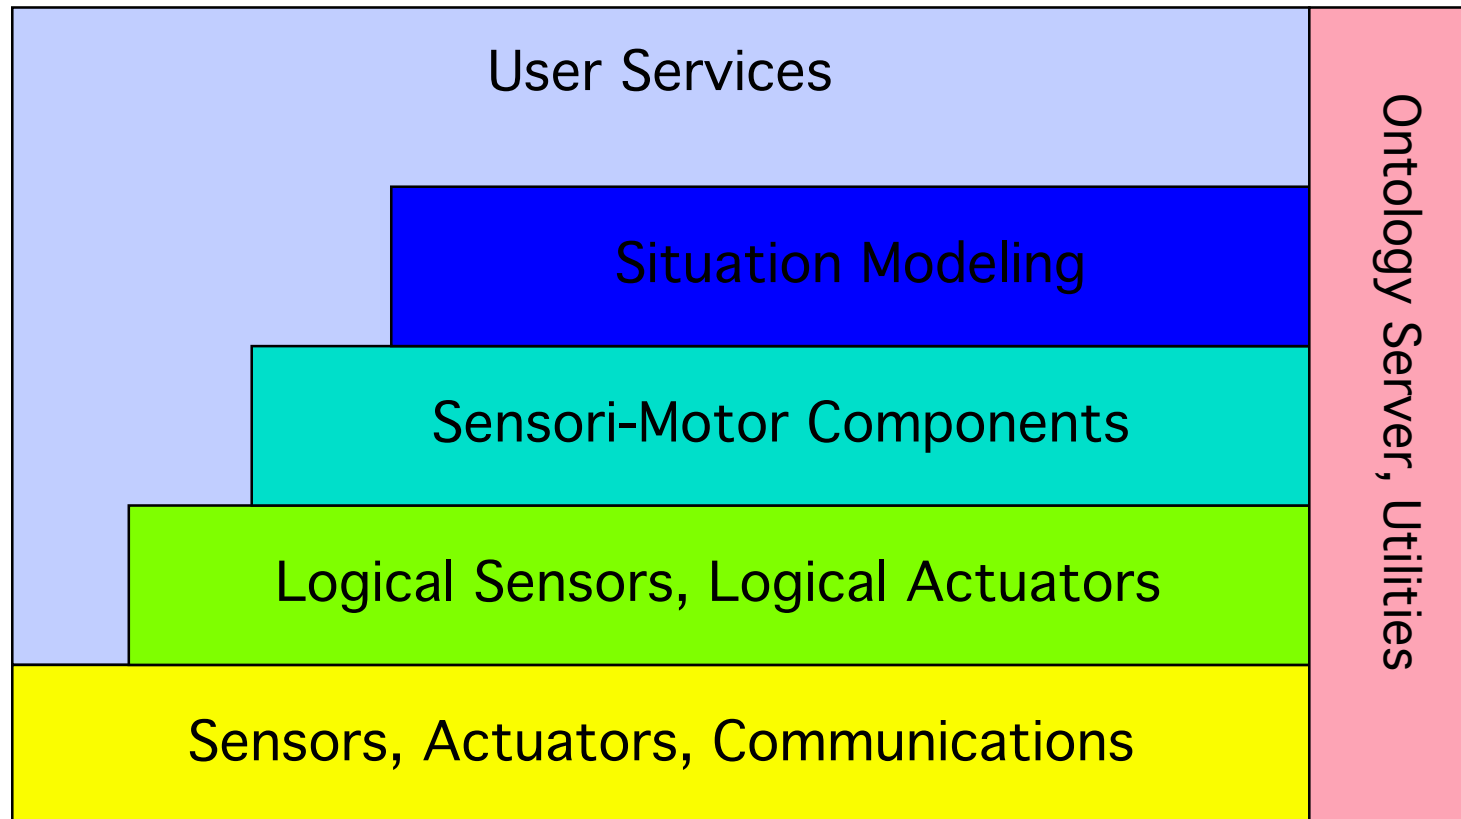 User Services
Situation Modeling
Sensori-Motor Components
Logical Sensors, Logical Actuators
Sensors, Actuators, Communications
Ontology Server, Utilities